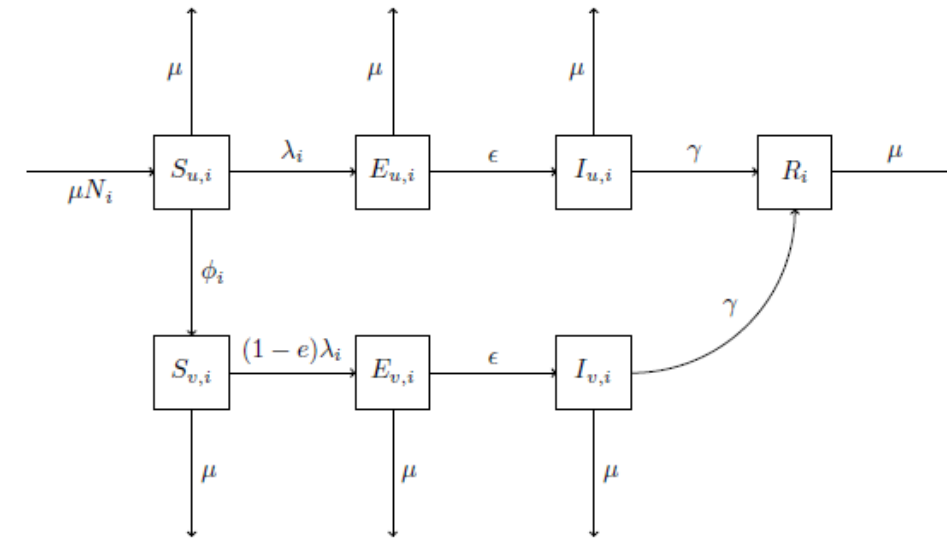 μ μ μ
S_{u,i} λ_i E_{u,i} ϵ I_{u,i} γ R_i μ
μN_i
ϕ_i
γ
S_{v,i} (1 − e)λ_i E_{v,i} ϵ I_{v,i}
μ μ μ